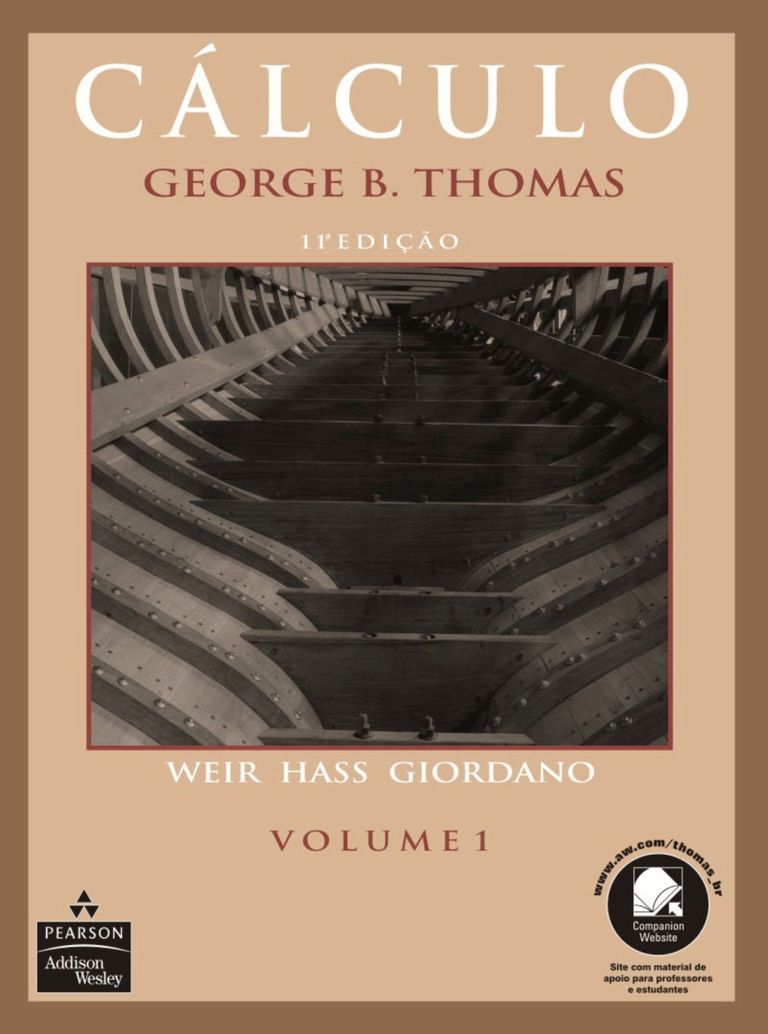 CÁLCULO
GEORGE B. THOMAS
11ª EDIÇÃO
WEIR HASS GIORDANO
VOLUME 1
www.aw.com/thomas_br
Companion
Website
Site com material de
apoio para professores
e estudantes
PEARSON
Addison
Wesley